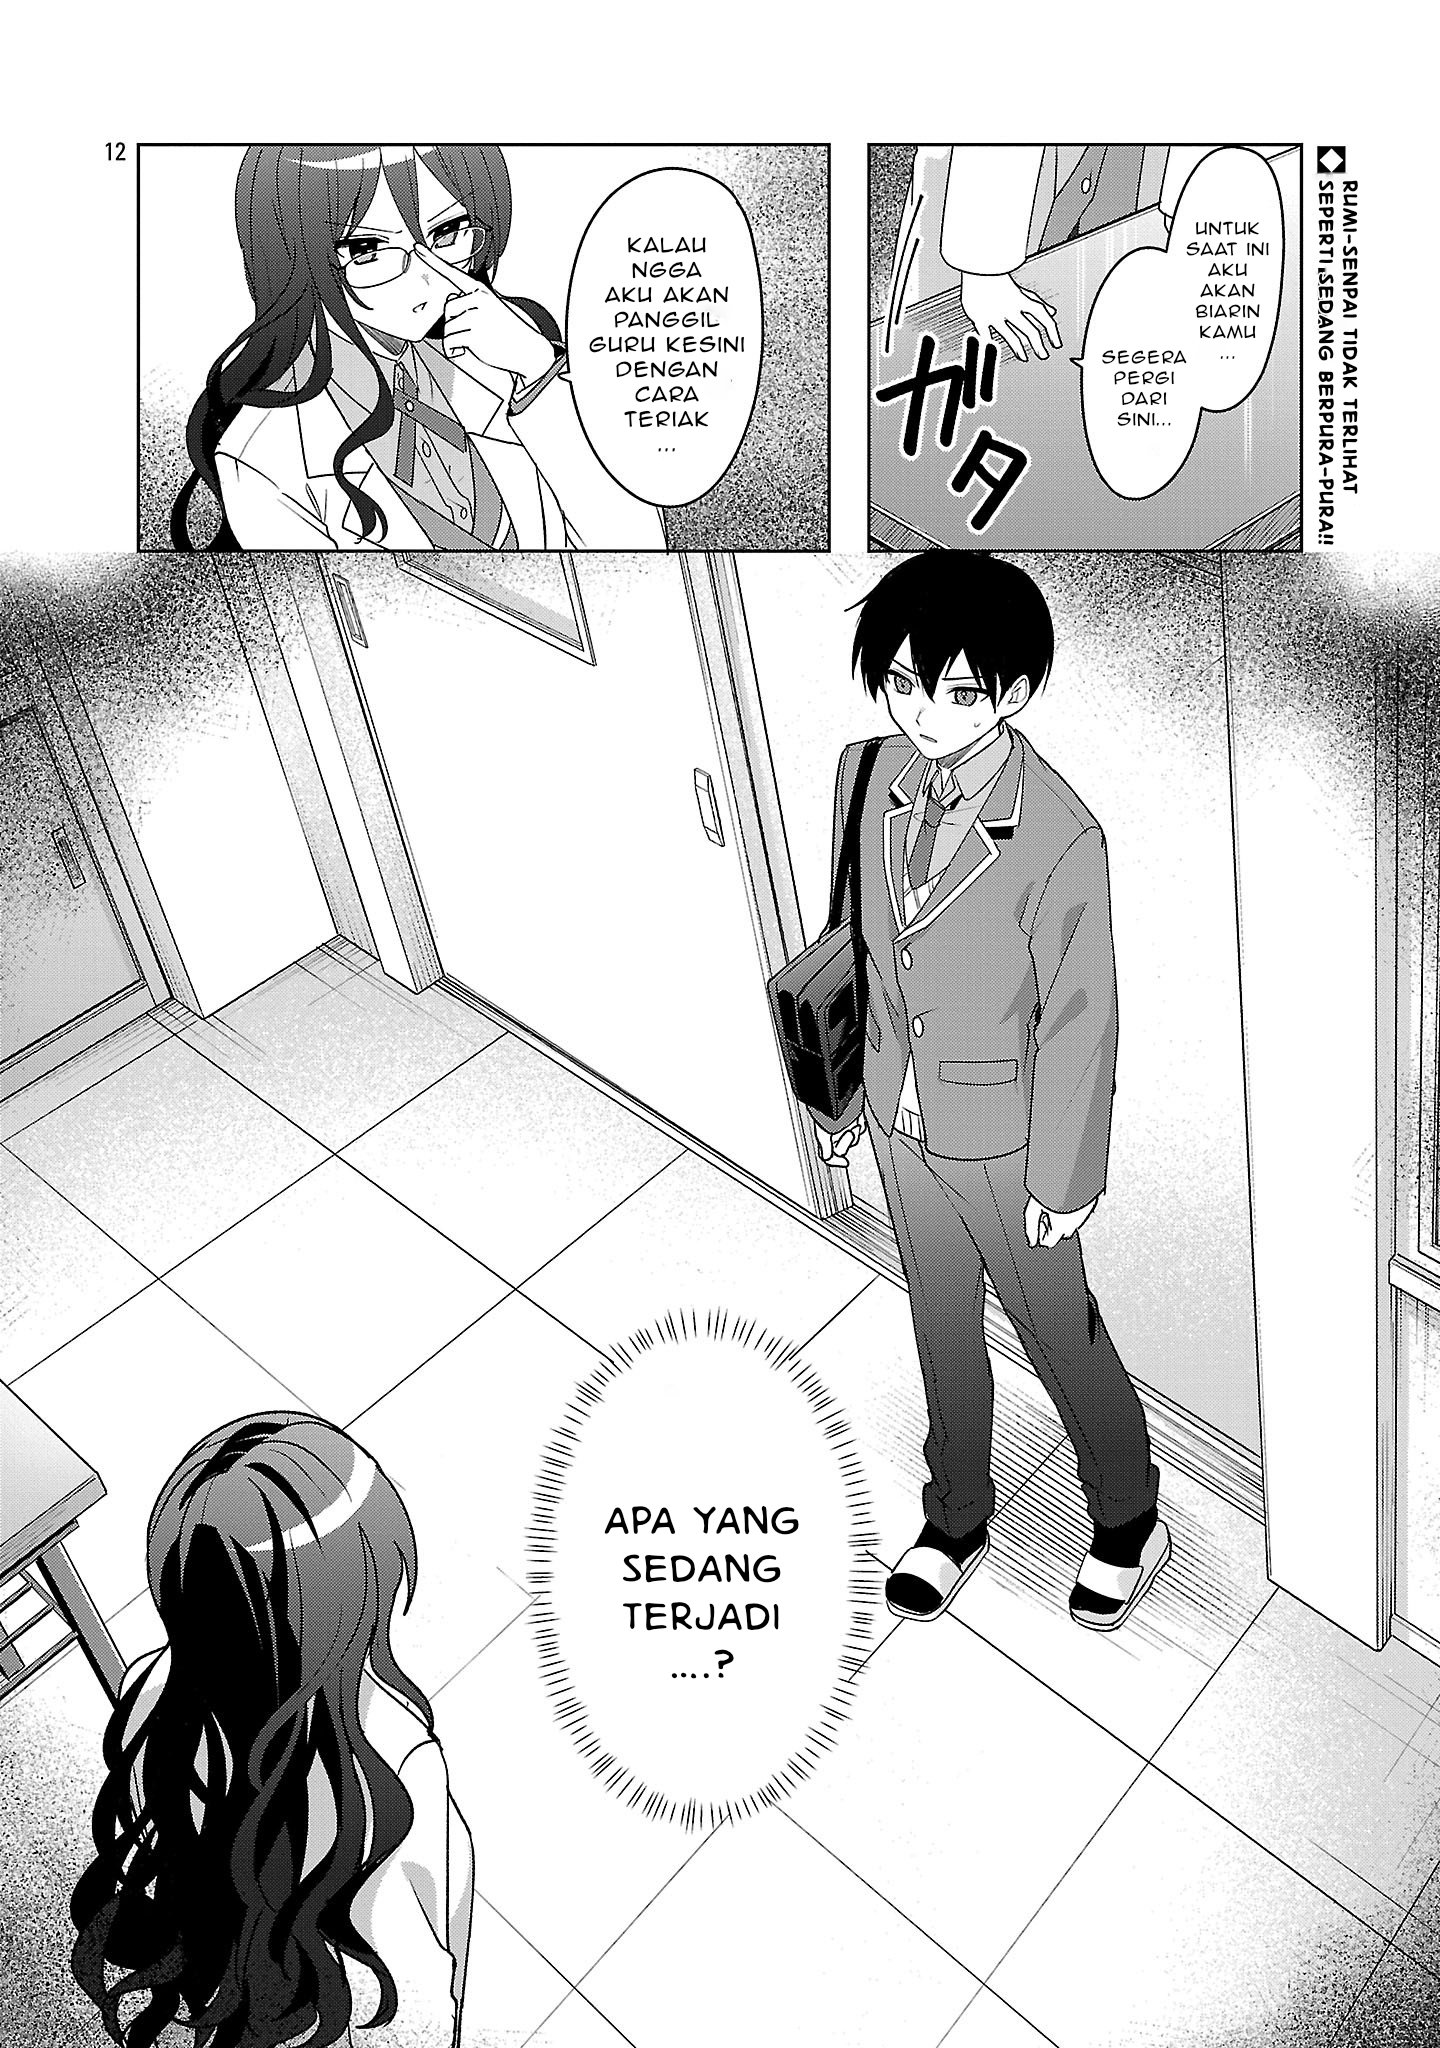 12
RUMI-SENPAI TIDAK TERLIHAT
SEPERTI SEDANG BERPURA-PURA!!
UNTUK
SAAT INI
AKU
AKAN
BIARIN
KAMU
...
SEGERA
PERGI
DARI
SINI...
ガタ
KALAU
NGGA
AKU AKAN
PANGGIL
GURU KESINI
DENGAN
CARA
TERIAK
...
APA YANG
SEDANG
TERJADI
....?